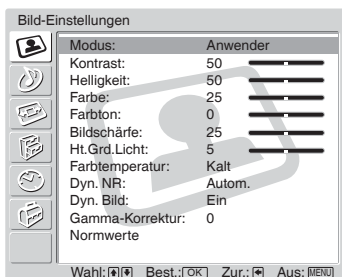 Bild-Einstellungen
Modus: Anwender
Kontrast: 50
Helligkeit: 50
Farbe: 25
Farbton: 0
Bildschärfe: 25
Ht.Grd.Licht: 5
Farbtemperatur: Kalt
Dyn. NR: Autom.
Dyn. Bild: Ein
Gamma-Korrektur: 0
Normwerte
Wahl: Best.: OK Zur.: Aus: MENU